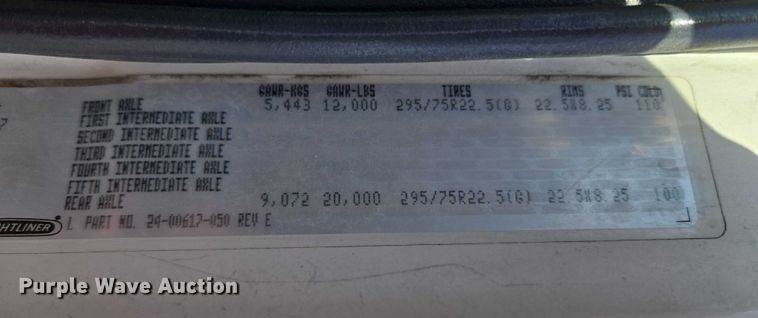 GAWR-KGS GAWR-LBS TIRES RIMS PSI COLD
FRONT AXLE 5,443 12,000 295/75R22.5(G) 22.5X8.25 110
FIRST INTERMEDIATE AXLE
SECOND INTERMEDIATE AXLE
THIRD INTERMEDIATE AXLE
FOURTH INTERMEDIATE AXLE
FIFTH INTERMEDIATE AXLE
REAR AXLE 9,072 20,000 295/75R22.5(G) 22.5X8.25 100
GHTLINER L PART NO. 24-00617-050 REV E
Purple Wave Auction